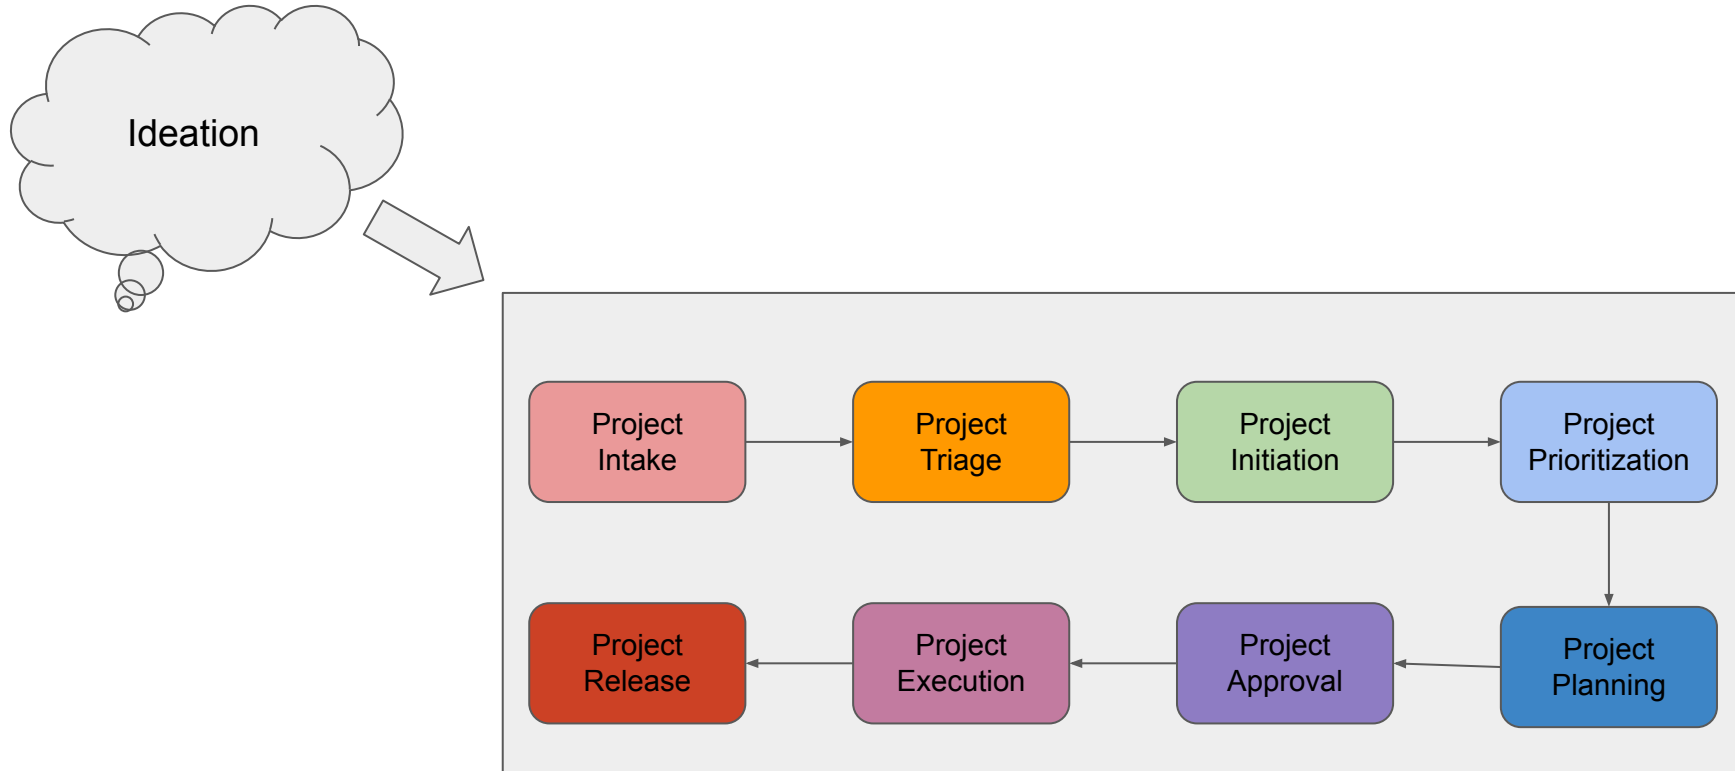 Ideation
Project
Intake
Project
Triage
Project
Initiation
Project
Prioritization
Project
Release
Project
Execution
Project
Approval
Project
Planning